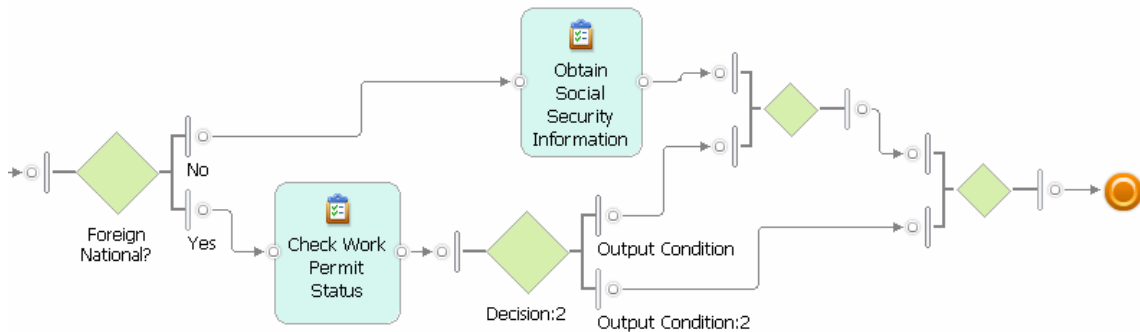 Obtain
Social
Security
Information
No
Foreign
National?
Yes
Check Work
Permit
Status
Output Condition
Decision:2
Output Condition:2